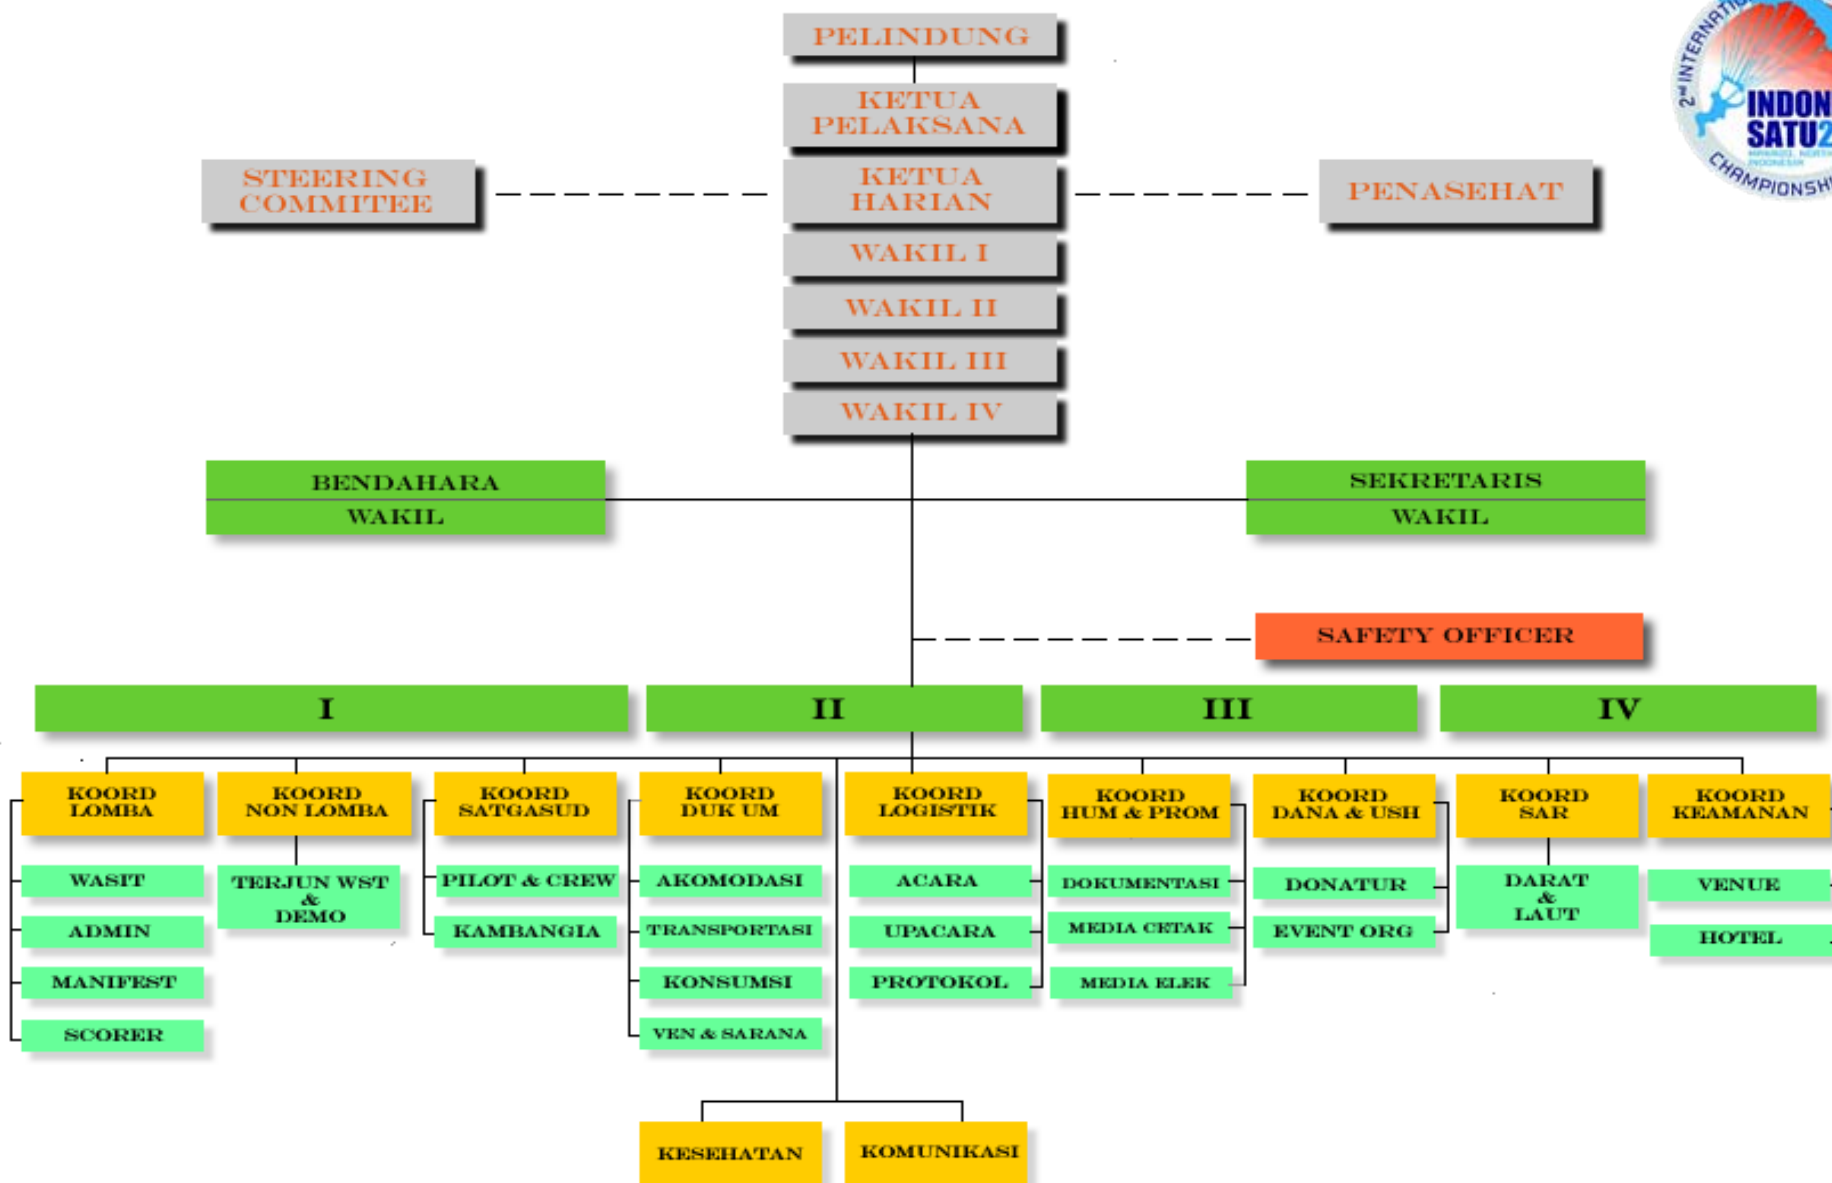 PELINDUNG
KETUA
PELAKSANA
2nd INTERNATIO
INDON
SATU2
CHAMPIONSH
STEERING
COMMITEE
KETUA
HARIAN
PENASEHAT
WAKIL I
WAKIL II
WAKIL III
WAKIL IV
BENDAHARA
WAKIL
SEKRETARIS
WAKIL
SAFETY OFFICER
I
II
III
IV
KOORD
LOMBA
WASIT
ADMIN
MANIFEST
SCORER
KOORD
NON LOMBA
TERJUN WST
&
DEMO
KOORD
SATGASUD
PILOT & CREW
KAMBANGIA
KOORD
DUK UM
AKOMODASI
TRANSPORTASI
KONSUMSI
VEN & SARANA
KOORD
LOGISTIK
ACARA
UPACARA
PROTOKOL
KOORD
HUM & PROM
DOKUMENTASI
MEDIA CETAK
MEDIA ELEK
KOORD
DANA & USH
DONATUR
EVENT ORG
KOORD
SAR
DARAT
&
LAUT
KOORD
KEAMANAN
VENUE
HOTEL
KESEHATAN
KOMUNIKASI